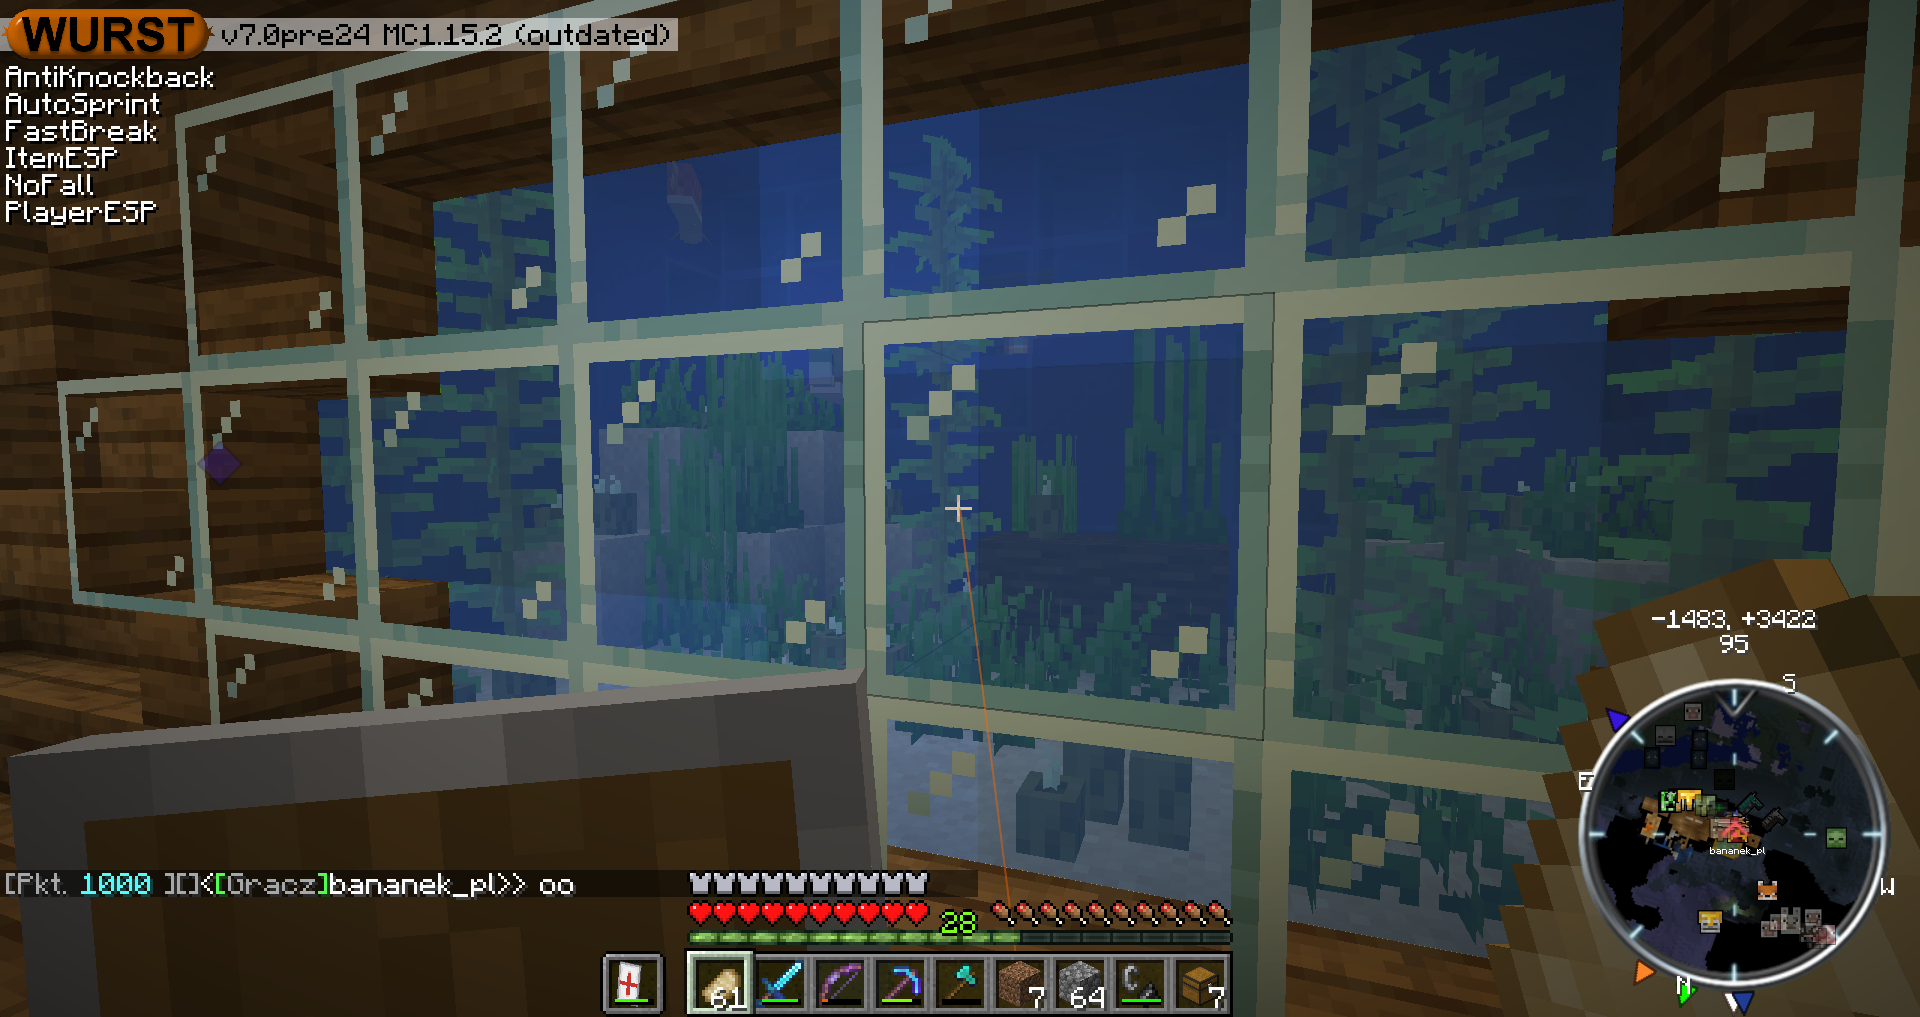 WURST v7.0pre24 MC1.15.2 (outdated)
AntiKnockback
AutoSprint
FastBreak
ItemESP
NoFall
PlayerESP
-1483, +3422
95
S
E
bananek_pl
W
N
[Pkt. 1000 ][]<[Gracz]bananek_pl>> oo
28
61
7
64
7